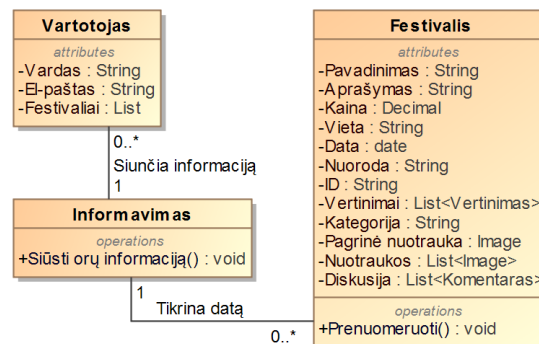 Vartotojas
attributes
-Vardas : String
-El-paštas : String
-Festivaliai : List
0..*
Siunčia informaciją
1
Informavimas
operations
+Siūsti orų informaciją() : void
1
Tikrina datą
0..*
Festivalis
attributes
-Pavadinimas : String
-Aprašymas : String
-Kaina : Decimal
-Vieta : String
-Data : date
-Nuoroda : String
-ID : String
-Vertinimai : List<Vertinimas>
-Kategorija : String
-Pagrinė nuotrauka : Image
-Nuotraukos : List<Image>
-Diskusija : List<Komentaras>
operations
+Prenuomeruoti() : void